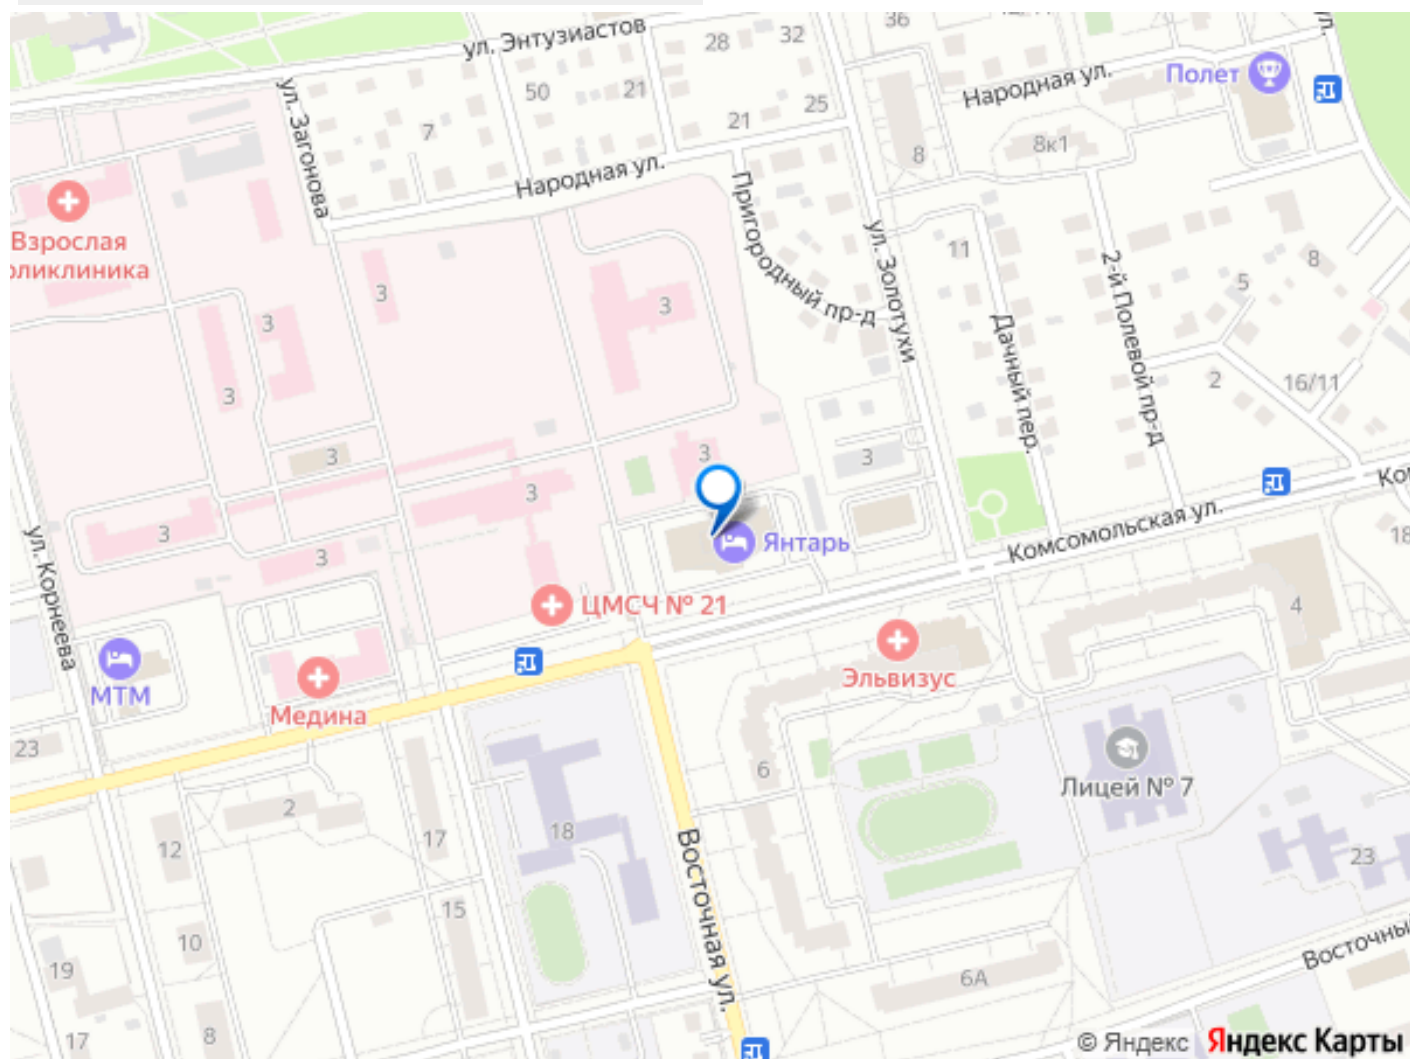 ул. Энтузиастов
28
32
36
ул.
Народная ул.
Полет
50
21
25
ул. Загонова
7
21
8
8к1
Народная ул.
Взрослая
оликлиника
Пригородный пр-д
ул. Золотухи
11
2-й Полевой пр-д
8
5
3
3
3
3
Дачный пер.
2
16/11
3
3
3
3
3
3
Комсомольская ул.
Ком
18
Янтарь
ул. Корнеева
ЦМСЧ № 21
4
МТМ
Медина
Эльвизус
23
6
Лицей № 7
2
12
17
18
Восточная ул.
23
15
10
19
6А
Восточны
17
8
© Яндекс Яндекс Карты